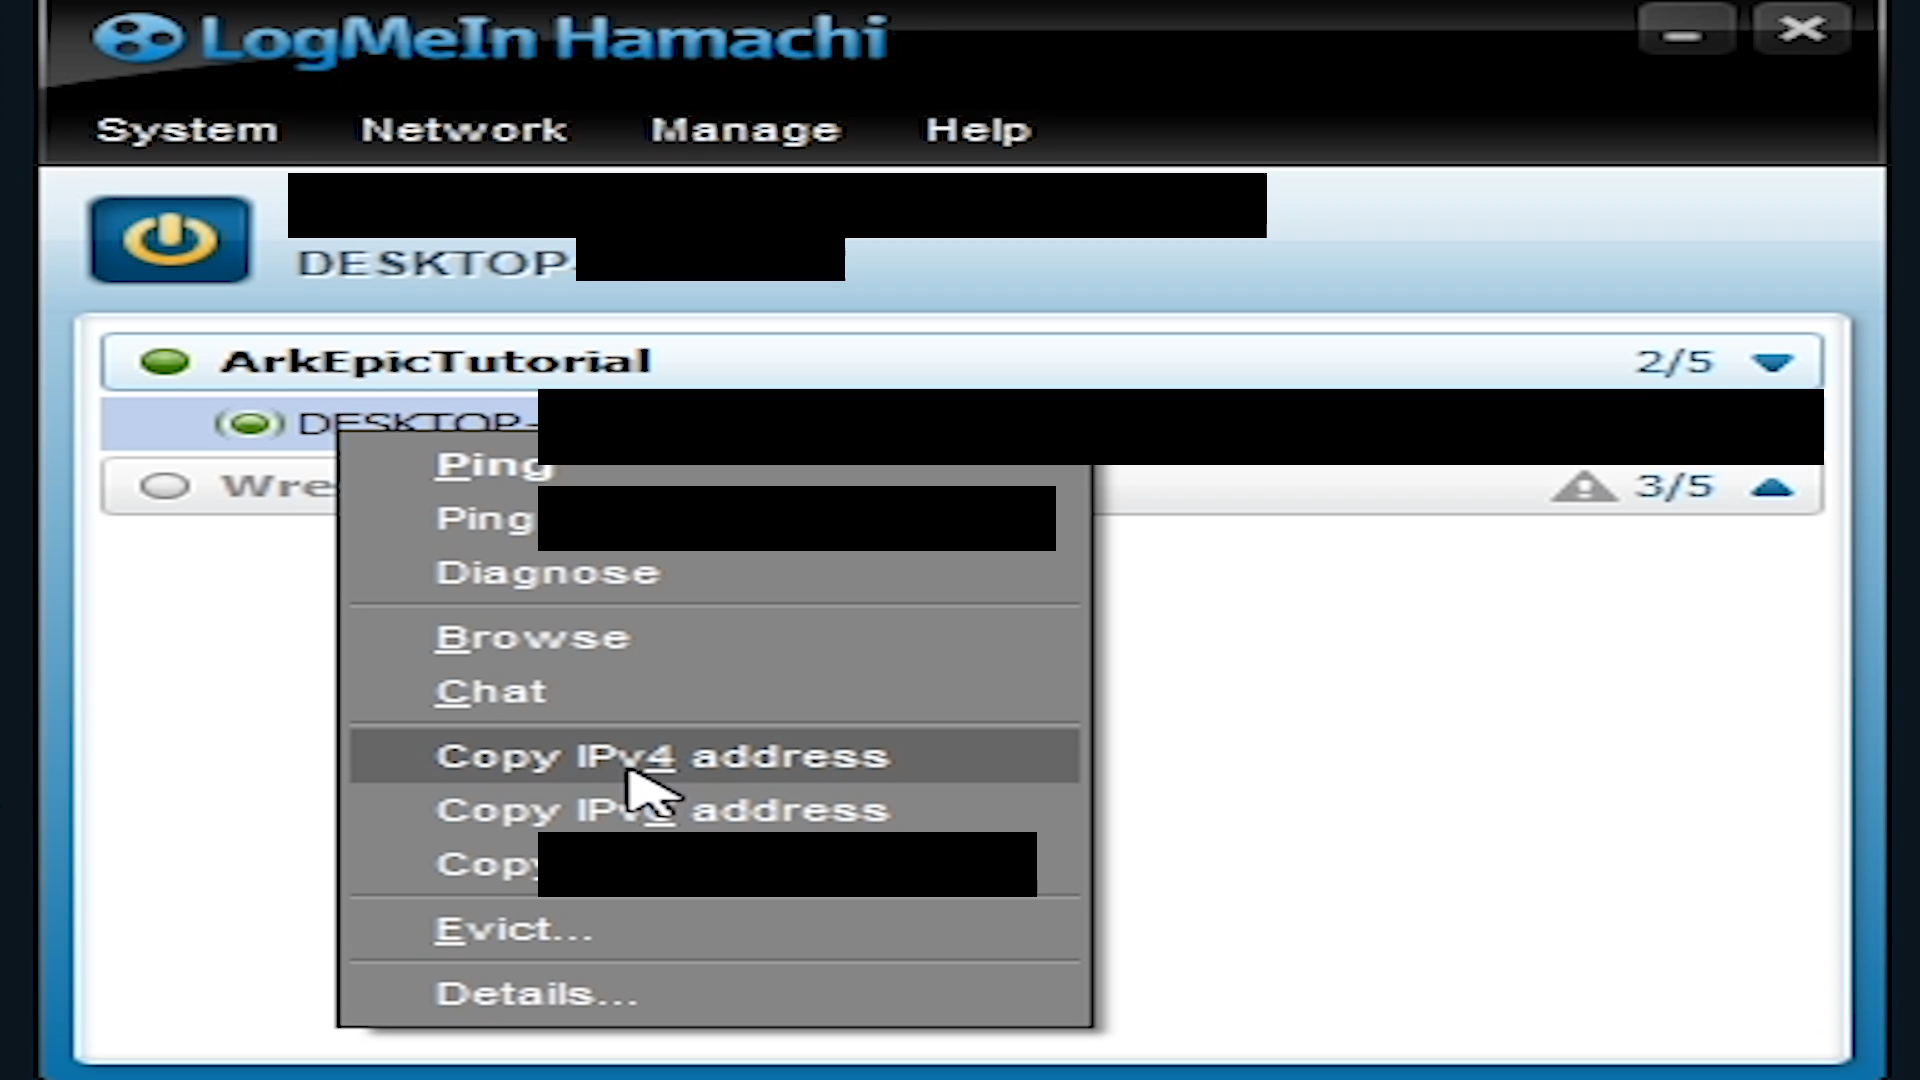 LogMeIn Hamachi
System Network Manage Help
DESKTOP-
ArkEpicTutorial 2/5
DESKTOP-
Wre 3/5
Ping
Ping
Diagnose
Browse
Chat
Copy IPv4 address
Copy address
Copy
Evict...
Details...